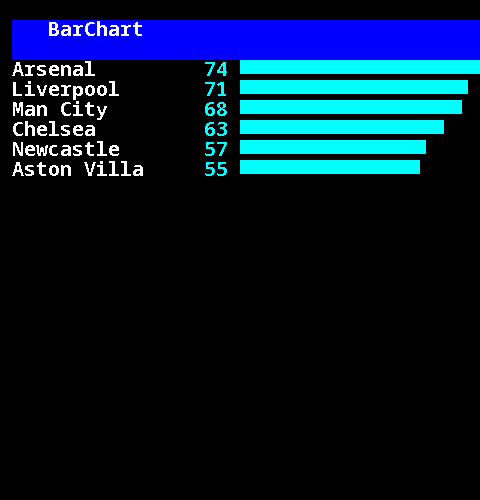 BarChart
Arsenal 74
Liverpool 71
Man City 68
Chelsea 63
Newcastle 57
Aston Villa 55